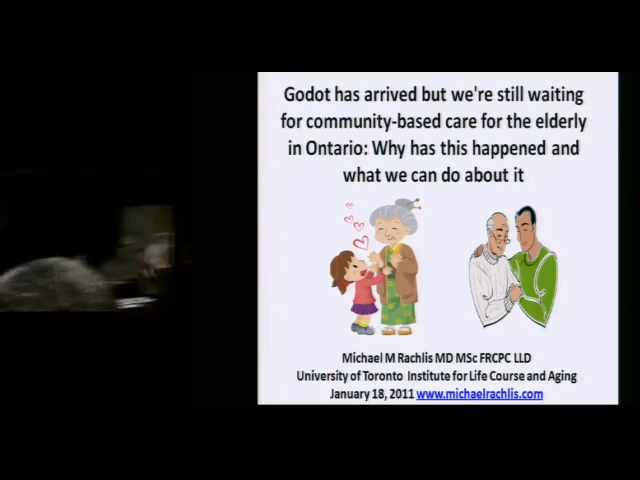 Godot has arrived but we're still waiting
for community-based care for the elderly
in Ontario: Why has this happened and
what we can do about it
Michael M Rachlis MD MSc FRCPC LLD
University of Toronto Institute for Life Course and Aging
January 18, 2011 www.michaelrachlis.com